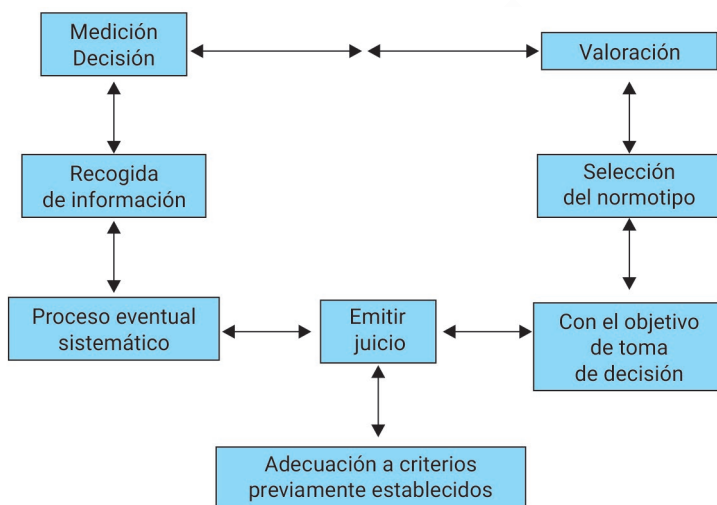 Medición
Decisión
Valoración
Recogida
de información
Selección
del normotipo
Proceso eventual
sistemático
Emitir
juicio
Con el objetivo
de toma
de decisión
Adecuación a criterios
previamente establecidos